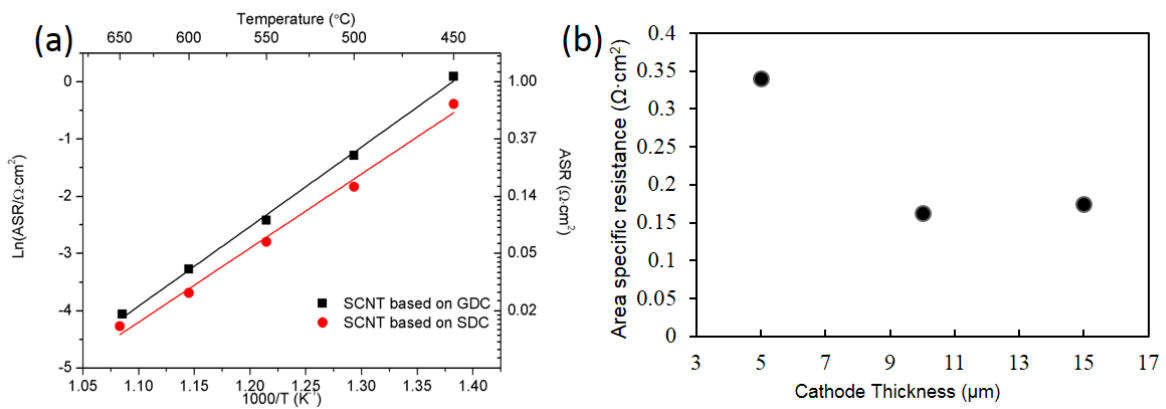 (a)
Temperature (°C)
650 600 550 500 450
Ln(ASR/Ω·cm²)
0
-1
-2
-3
-4
-5
1.00
0.37
0.14
0.05
0.02
ASR (Ω·cm²)
SCNT based on GDC
SCNT based on SDC
1.05 1.10 1.15 1.20 1.25 1.30 1.35 1.40
1000/T (K⁻¹)
(b)
Area specific resistance (Ω·cm²)
0.4
0.35
0.3
0.25
0.2
0.15
0.1
0.05
0
3 5 7 9 11 13 15 17
Cathode Thickness (µm)